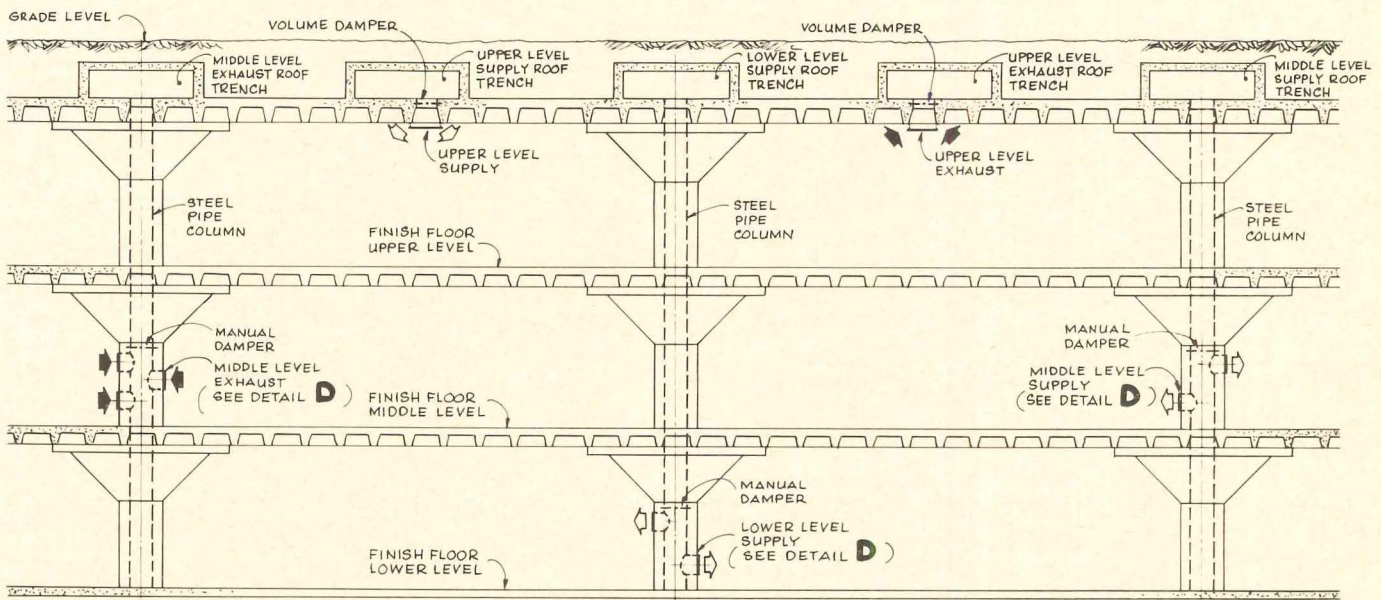 GRADE LEVEL
VOLUME DAMPER
VOLUME DAMPER
MIDDLE LEVEL
EXHAUST ROOF
TRENCH
UPPER LEVEL
SUPPLY ROOF
TRENCH
LOWER LEVEL
SUPPLY ROOF
TRENCH
UPPER LEVEL
EXHAUST ROOF
TRENCH
MIDDLE LEVEL
SUPPLY ROOF
TRENCH
UPPER LEVEL
SUPPLY
UPPER LEVEL
EXHAUST
STEEL
PIPE
COLUMN
STEEL
PIPE
COLUMN
STEEL
PIPE
COLUMN
FINISH FLOOR
UPPER LEVEL
MANUAL
DAMPER
MIDDLE LEVEL
EXHAUST
(SEE DETAIL D)
FINISH FLOOR
MIDDLE LEVEL
MANUAL
DAMPER
MIDDLE LEVEL
SUPPLY
(SEE DETAIL D)
MANUAL
DAMPER
LOWER LEVEL
SUPPLY
(SEE DETAIL D)
FINISH FLOOR
LOWER LEVEL